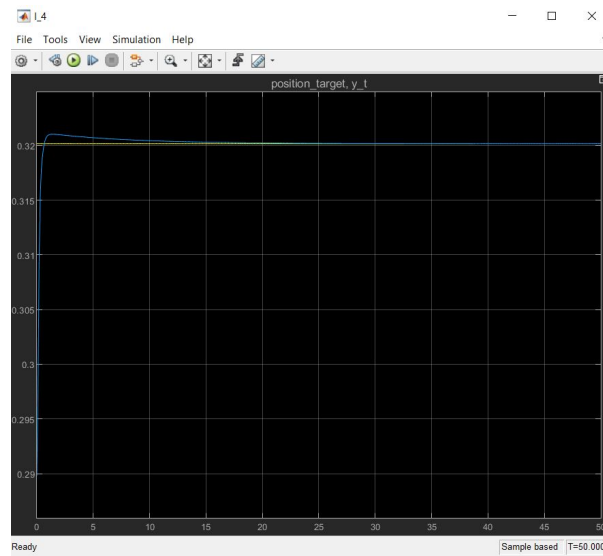 l_4
File Tools View Simulation Help
position_target, y_t
0.32
0.315
0.31
0.305
0.3
0.295
0.29
0 5 10 15 20 25 30 35 40 45
Ready
Sample based T=50.000